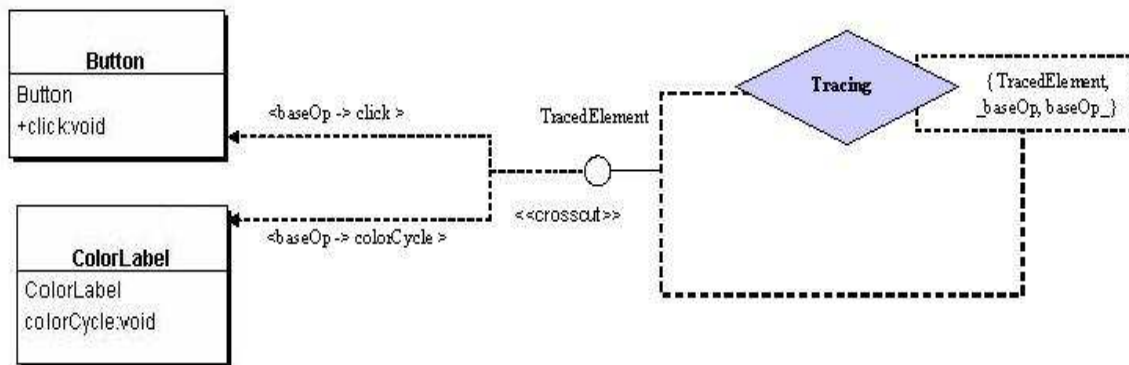 Button
Button
+click:void
<baseOp -> click >
TracedElement
Tracing
{ TracedElement,
_baseOp, baseOp_}
<<crosscut>>
<baseOp -> colorCycle >
ColorLabel
ColorLabel
colorCycle:void